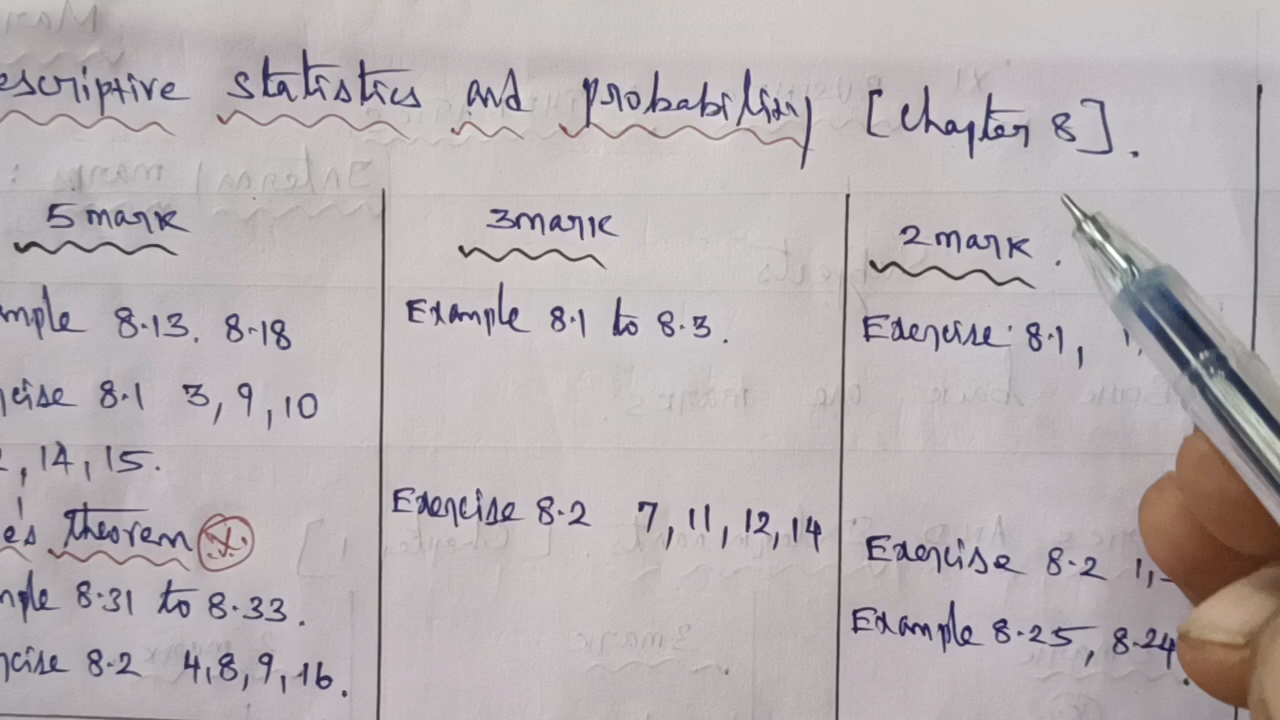 escriptive statistics and probability [Chapter 8].
5 mark
mple 8.13. 8.18
cise 8.1 3, 9, 10
2, 14, 15.
e's theorem
mple 8.31 to 8.33.
cise 8.2 4, 8, 9, 16.
3 mark
Example 8.1 to 8.3.
Exercise 8.2 7, 11, 12, 14
2 mark.
Exercise: 8.1, 1,
Exercise 8.2 1,
Example 8.25, 8.24